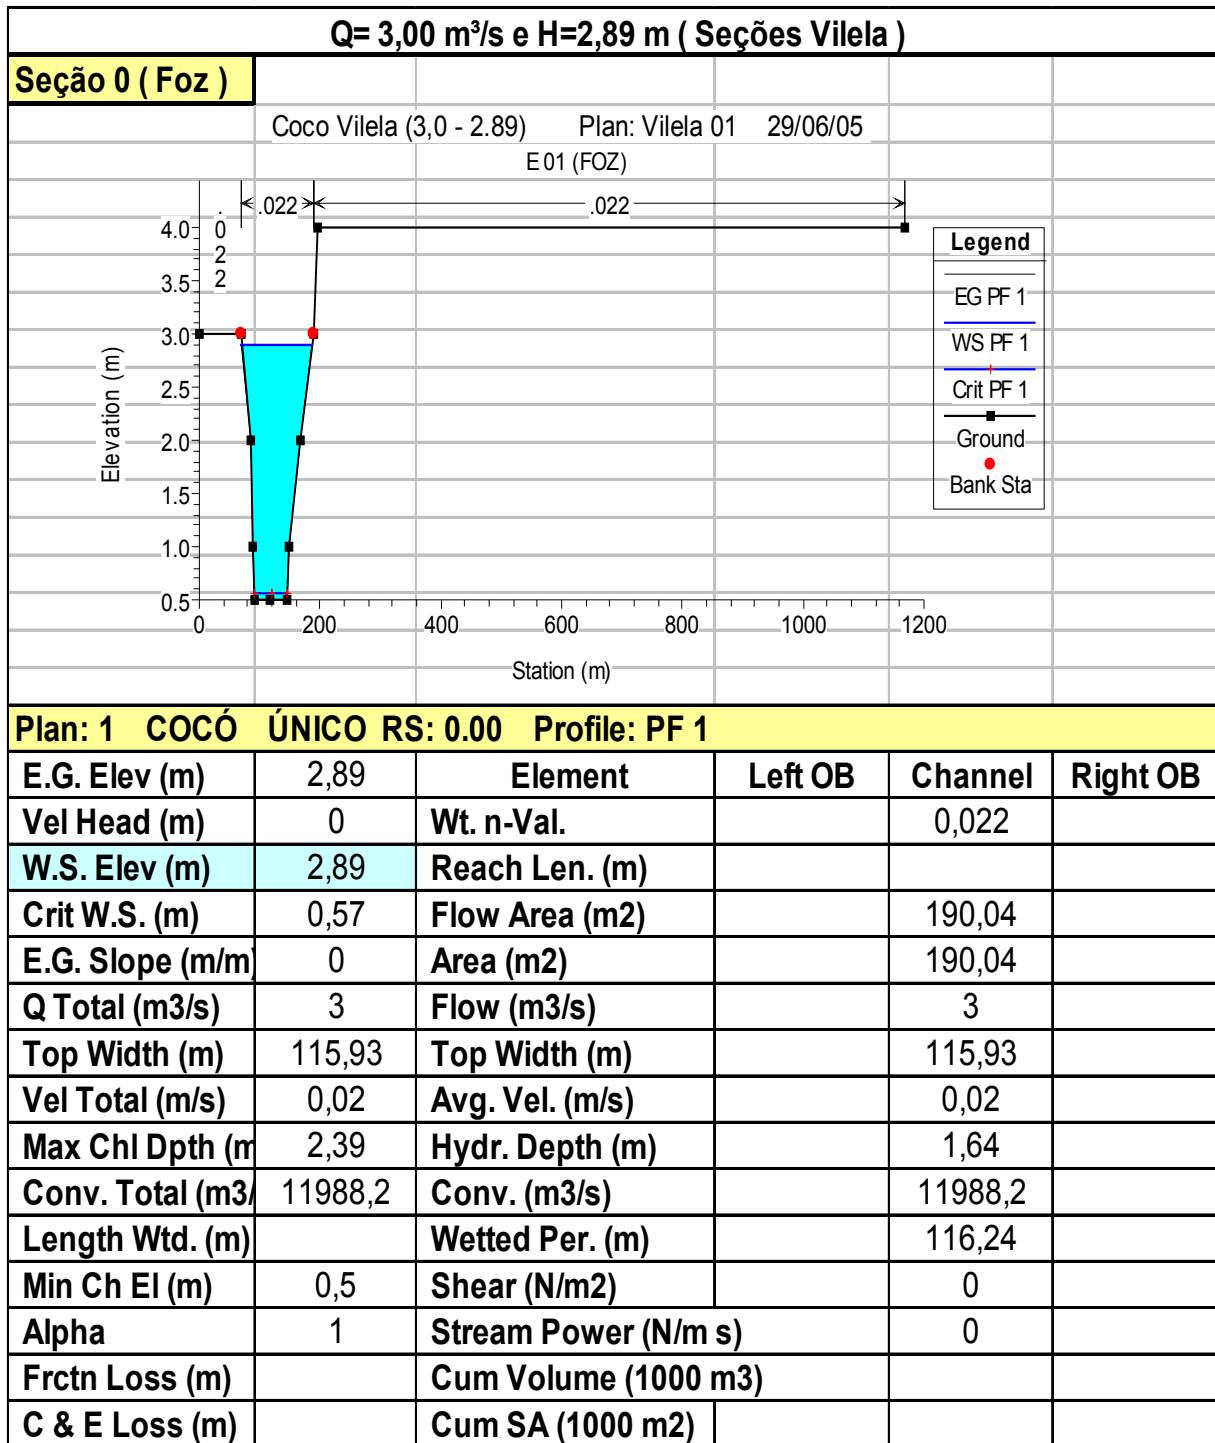 Q= 3,00 m³/s e H=2,89 m ( Seções Vilela )
Seção 0 ( Foz )
Coco Vilela (3,0 - 2.89) Plan: Vilela 01 29/06/05
E 01 (FOZ)
.022 .022 .022
4.0
3.5
3.0
2.5
2.0
1.5
1.0
0.5
Elevation (m)
0 200 400 600 800 1000 1200
Station (m)
Legend
EG PF 1
WS PF 1
Crit PF 1
Ground
Bank Sta
Plan: 1 COCÓ ÚNICO RS: 0.00 Profile: PF 1
E.G. Elev (m) 2,89 Element Left OB Channel Right OB
Vel Head (m) 0 Wt. n-Val. 0,022
W.S. Elev (m) 2,89 Reach Len. (m)
Crit W.S. (m) 0,57 Flow Area (m2) 190,04
E.G. Slope (m/m) 0 Area (m2) 190,04
Q Total (m3/s) 3 Flow (m3/s) 3
Top Width (m) 115,93 Top Width (m) 115,93
Vel Total (m/s) 0,02 Avg. Vel. (m/s) 0,02
Max Chl Dpth (m 2,39 Hydr. Depth (m) 1,64
Conv. Total (m3/ 11988,2 Conv. (m3/s) 11988,2
Length Wtd. (m) Wetted Per. (m) 116,24
Min Ch El (m) 0,5 Shear (N/m2) 0
Alpha 1 Stream Power (N/m s) 0
Frctn Loss (m) Cum Volume (1000 m3)
C & E Loss (m) Cum SA (1000 m2)